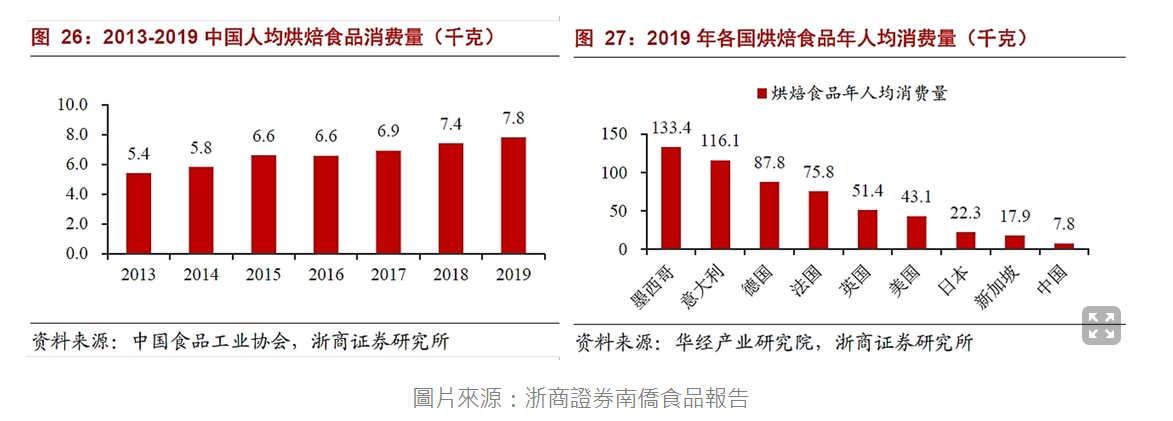 图 26：2013-2019 中国人均烘焙食品消费量（千克）
10.0
8.0
6.0
4.0
2.0
0.0
5.4
5.8
6.6
6.6
6.9
7.4
7.8
2013
2014
2015
2016
2017
2018
2019
资料来源：中国食品工业协会，浙商证券研究所
图 27：2019 年各国烘焙食品年人均消费量（千克）
烘焙食品年人均消费量
150
100
50
0
133.4
116.1
87.8
75.8
51.4
43.1
22.3
17.9
7.8
墨西哥
意大利
德国
法国
英国
美国
日本
新加坡
中国
资料来源：华经产业研究院，浙商证券研究所
圖片來源：浙商證券南僑食品報告